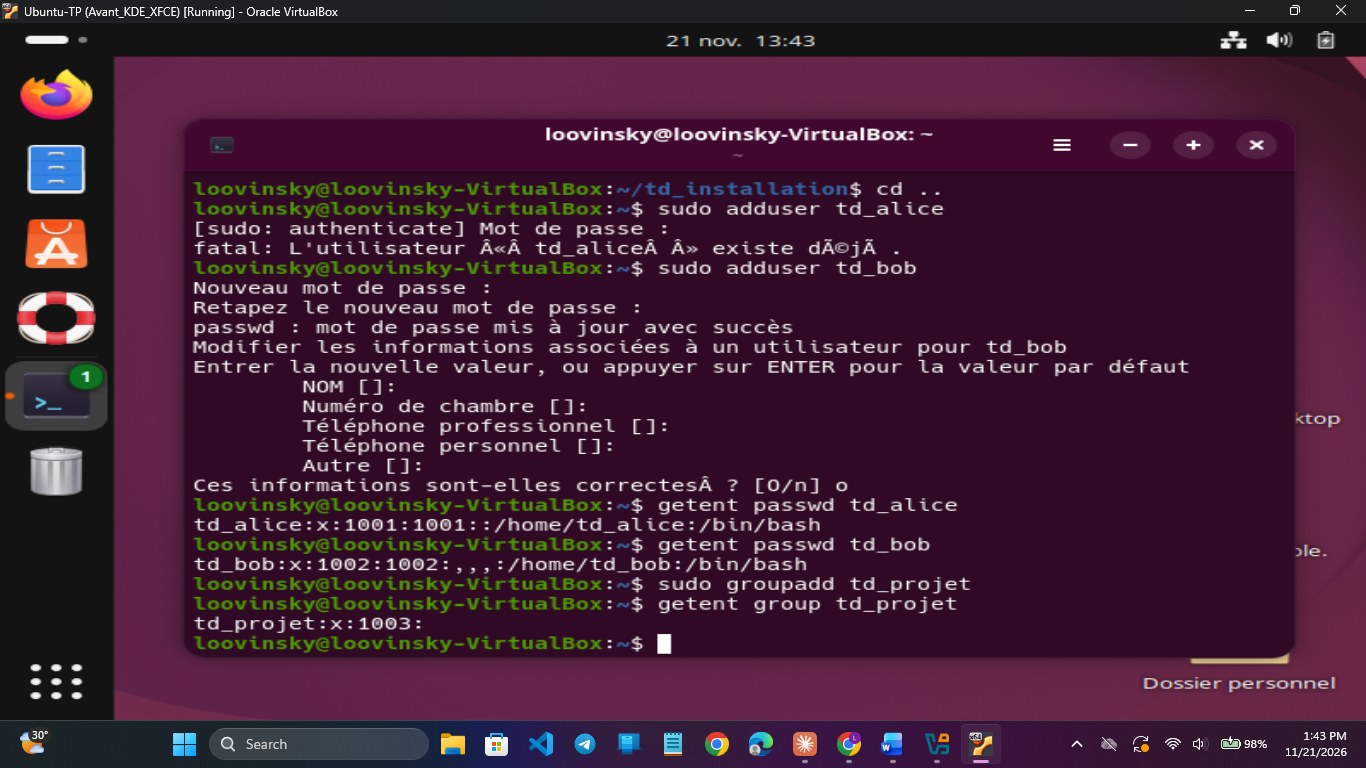 Ubuntu-TP (Avant_KDE_XFCE) [Running] - Oracle VirtualBox
21 nov. 13:43
loovinsky@loovinsky-VirtualBox: ~
~
loovinsky@loovinsky-VirtualBox:~/td_installation$ cd ..
loovinsky@loovinsky-VirtualBox:~$ sudo adduser td_alice
[sudo: authenticate] Mot de passe :
fatal: L'utilisateur Â«Â td_aliceÂ Â» existe dÃ©jÃ .
loovinsky@loovinsky-VirtualBox:~$ sudo adduser td_bob
Nouveau mot de passe :
Retapez le nouveau mot de passe :
passwd : mot de passe mis à jour avec succès
Modifier les informations associées à un utilisateur pour td_bob
Entrer la nouvelle valeur, ou appuyer sur ENTER pour la valeur par défaut
NOM []:
Numéro de chambre []:
Téléphone professionnel []:
Téléphone personnel []:
Autre []:
Ces informations sont-elles correctesÂ ? [O/n] o
loovinsky@loovinsky-VirtualBox:~$ getent passwd td_alice
td_alice:x:1001:1001::/home/td_alice:/bin/bash
loovinsky@loovinsky-VirtualBox:~$ getent passwd td_bob
td_bob:x:1002:1002:,,,:/home/td_bob:/bin/bash
loovinsky@loovinsky-VirtualBox:~$ sudo groupadd td_projet
loovinsky@loovinsky-VirtualBox:~$ getent group td_projet
td_projet:x:1003:
loovinsky@loovinsky-VirtualBox:~$
1
>_
ktop
ole.
Dossier personnel
30°
Search
98%
1:43 PM
11/21/2026